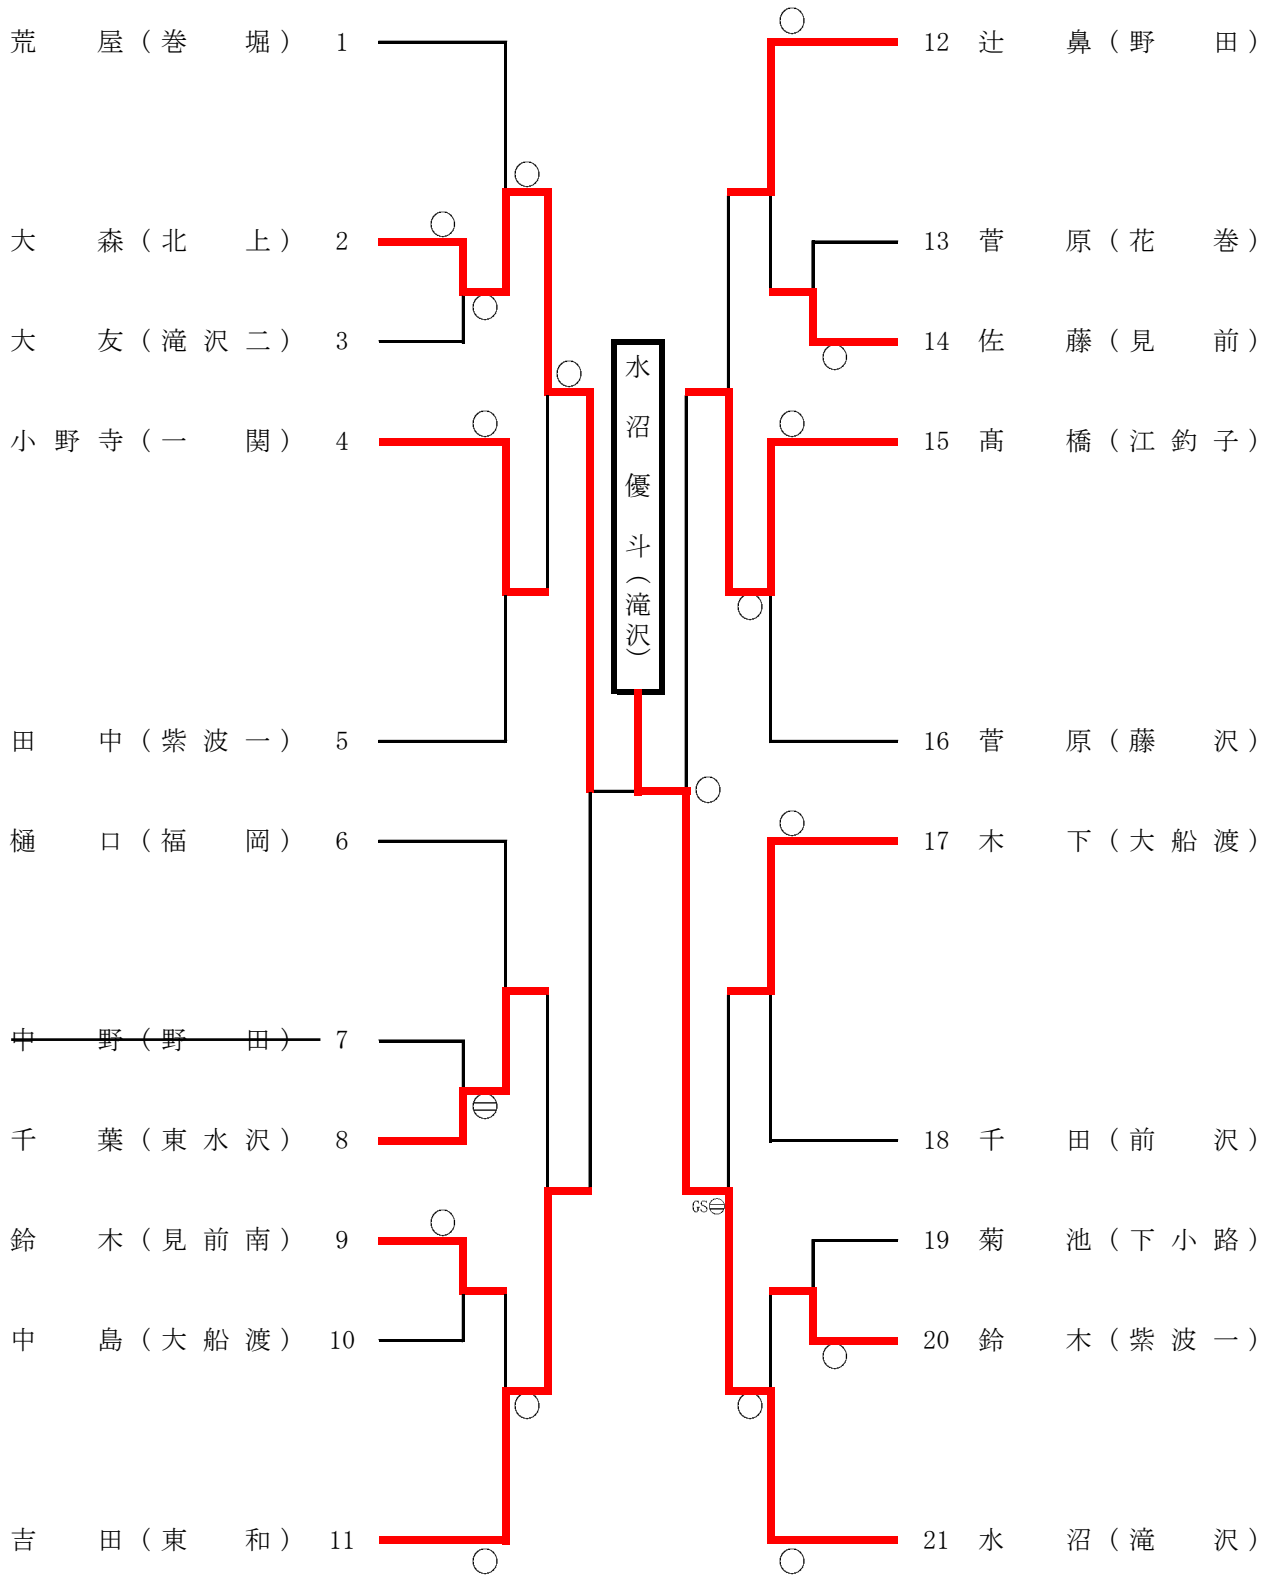 荒屋(巻堀) 1
大森(北上) 2
大友(滝沢二) 3
小野寺(一関) 4
田中(紫波一) 5
樋口(福岡) 6
中野(野田) 7
千葉(東水沢) 8
鈴木(見前南) 9
中島(大船渡) 10
吉田(東和) 11
水沼優斗(滝沢)
GS
12 辻鼻(野田)
13 菅原(花巻)
14 佐藤(見前)
15 髙橋(江釣子)
16 菅原(藤沢)
17 木下(大船渡)
18 千田(前沢)
19 菊池(下小路)
20 鈴木(紫波一)
21 水沼(滝沢)